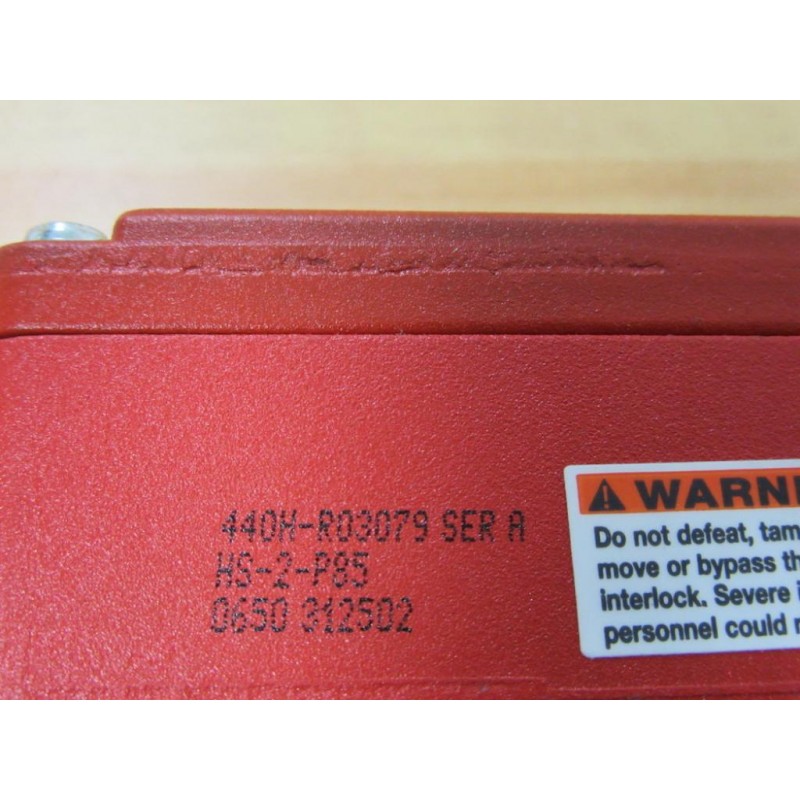 440H-R03079 SER A
HS-2-P85
0650 312502
WARNI
Do not defeat, tam
move or bypass th
interlock. Severe i
personnel could